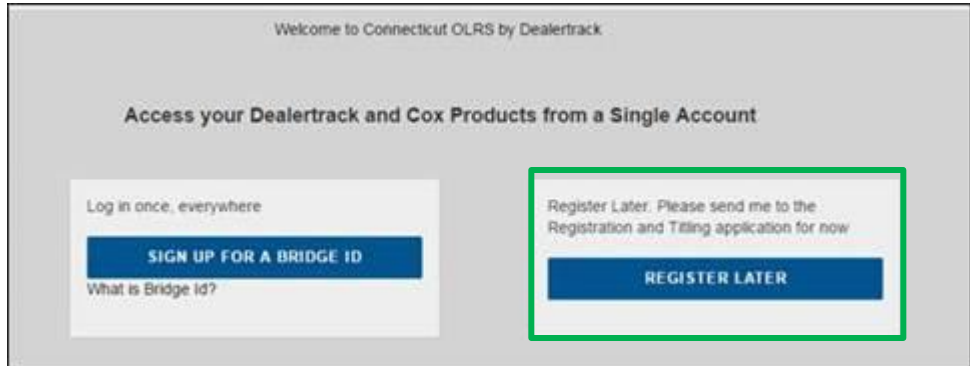 Welcome to Connecticut OLRS by Dealertrack
Access your Dealertrack and Cox Products from a Single Account
Log in once, everywhere
SIGN UP FOR A BRIDGE ID
What is Bridge Id?
Register Later. Please send me to the
Registration and Titling application for now
REGISTER LATER